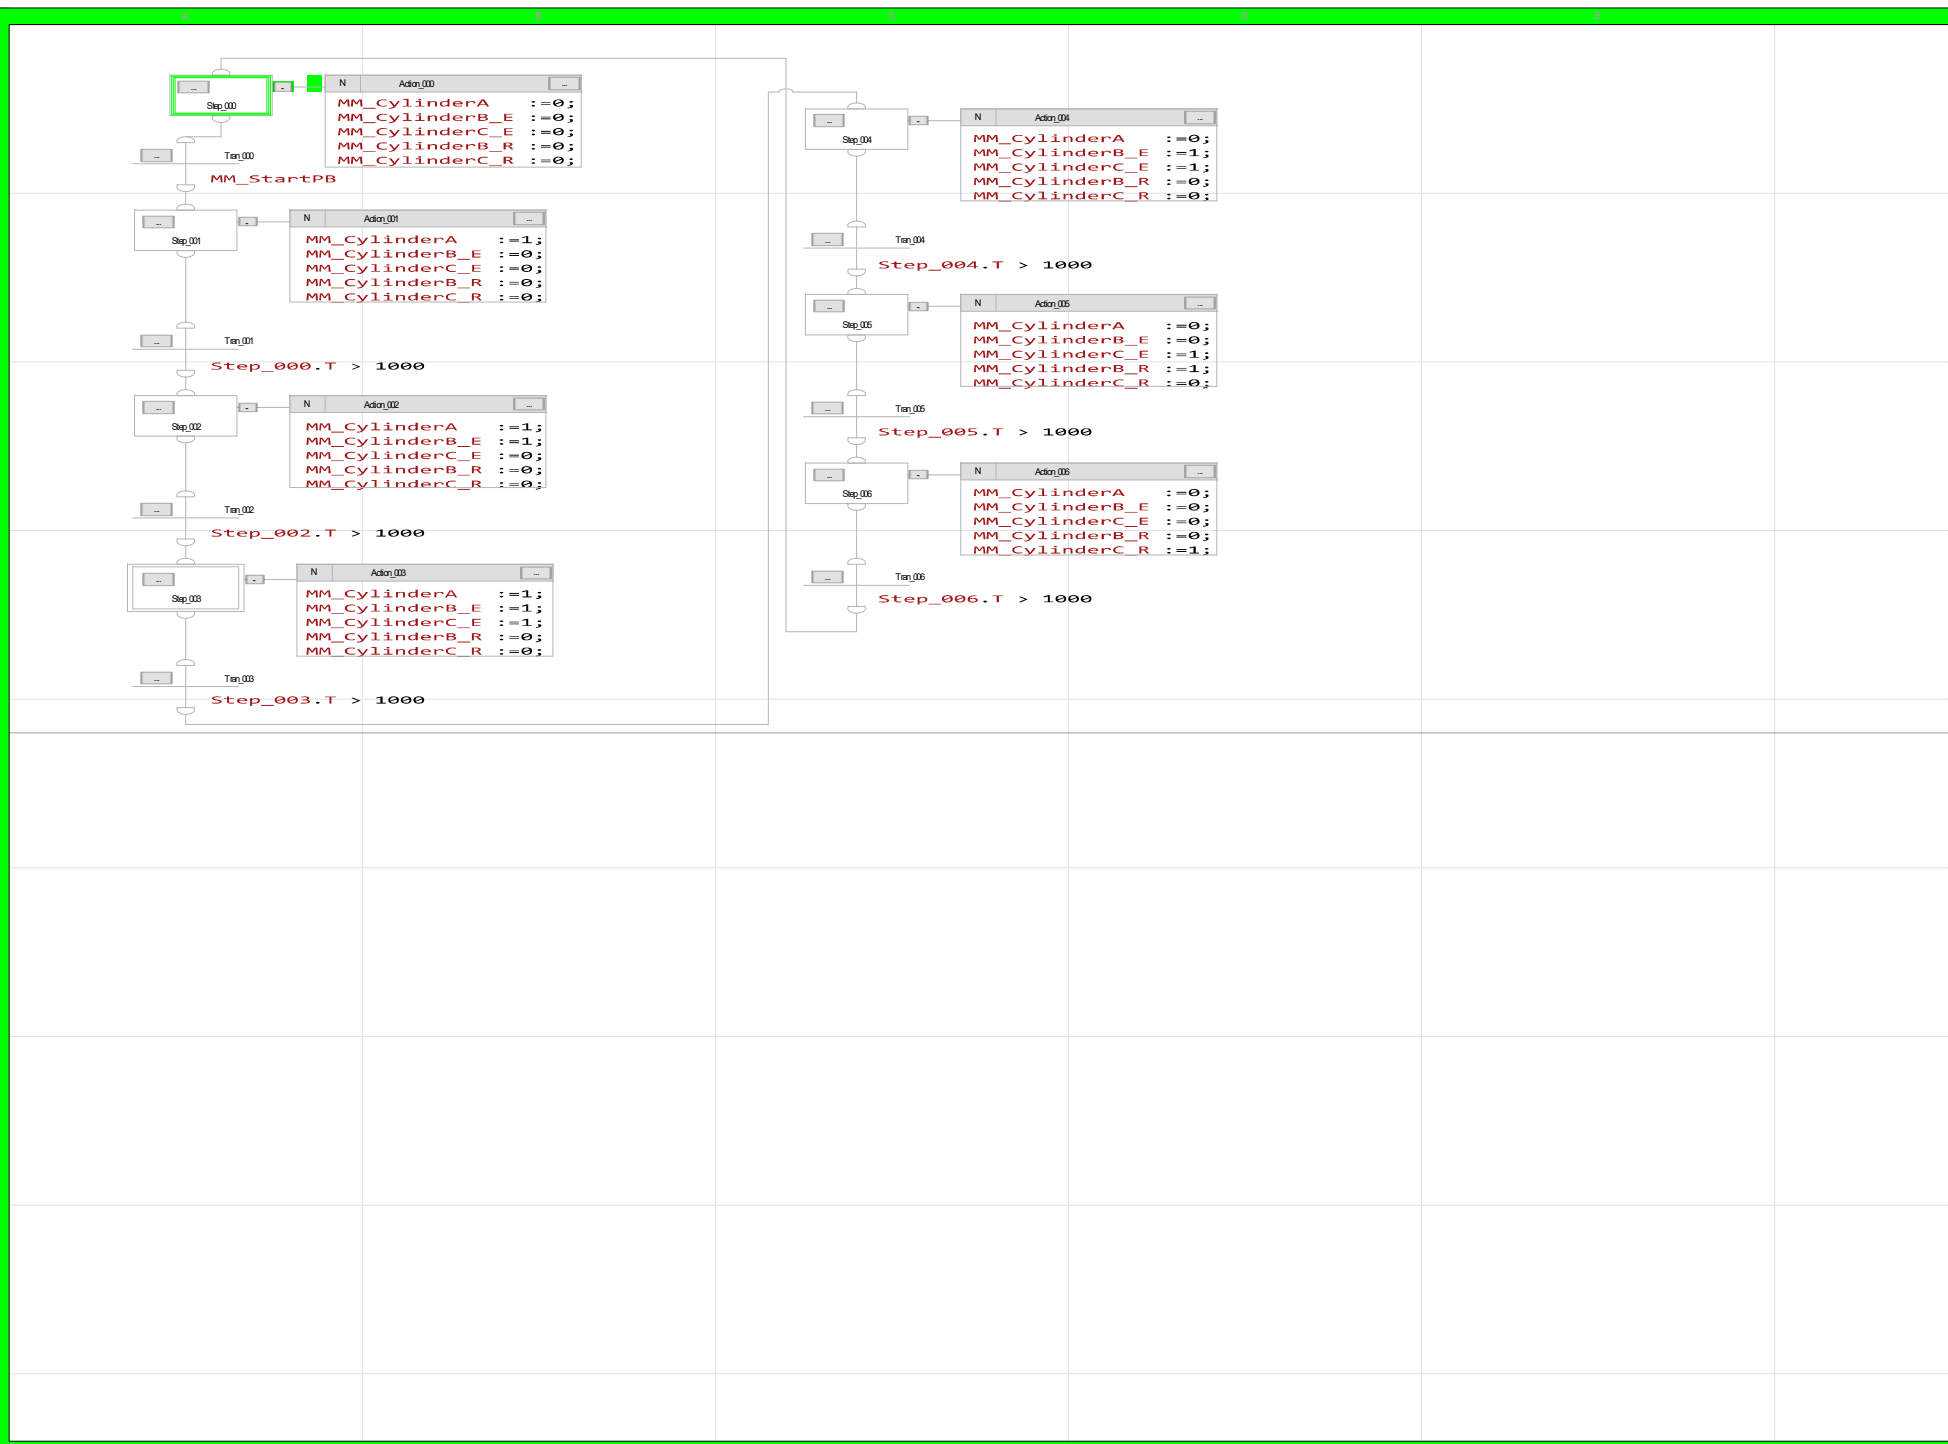 A B C D E
...
Step_000
-
N Action_000 ...
MM_CylinderA :=0;
MM_CylinderB_E :=0;
MM_CylinderC_E :=0;
MM_CylinderB_R :=0;
MM_CylinderC_R :=0;
... Tran_000
MM_StartPB
...
Step_001
-
N Action_001 ...
MM_CylinderA :=1;
MM_CylinderB_E :=0;
MM_CylinderC_E :=0;
MM_CylinderB_R :=0;
MM_CylinderC_R :=0;
... Tran_001
Step_000.T > 1000
...
Step_002
-
N Action_002 ...
MM_CylinderA :=1;
MM_CylinderB_E :=1;
MM_CylinderC_E :=0;
MM_CylinderB_R :=0;
MM_CylinderC_R :=0;
... Tran_002
Step_002.T > 1000
...
Step_003
-
N Action_003 ...
MM_CylinderA :=1;
MM_CylinderB_E :=1;
MM_CylinderC_E :=1;
MM_CylinderB_R :=0;
MM_CylinderC_R :=0;
... Tran_003
Step_003.T > 1000
...
Step_004
-
N Action_004 ...
MM_CylinderA :=0;
MM_CylinderB_E :=1;
MM_CylinderC_E :=1;
MM_CylinderB_R :=0;
MM_CylinderC_R :=0;
... Tran_004
Step_004.T > 1000
...
Step_005
-
N Action_005 ...
MM_CylinderA :=0;
MM_CylinderB_E :=0;
MM_CylinderC_E :=1;
MM_CylinderB_R :=1;
MM_CylinderC_R :=0;
... Tran_005
Step_005.T > 1000
...
Step_006
-
N Action_006 ...
MM_CylinderA :=0;
MM_CylinderB_E :=0;
MM_CylinderC_E :=0;
MM_CylinderB_R :=0;
MM_CylinderC_R :=1;
... Tran_006
Step_006.T > 1000